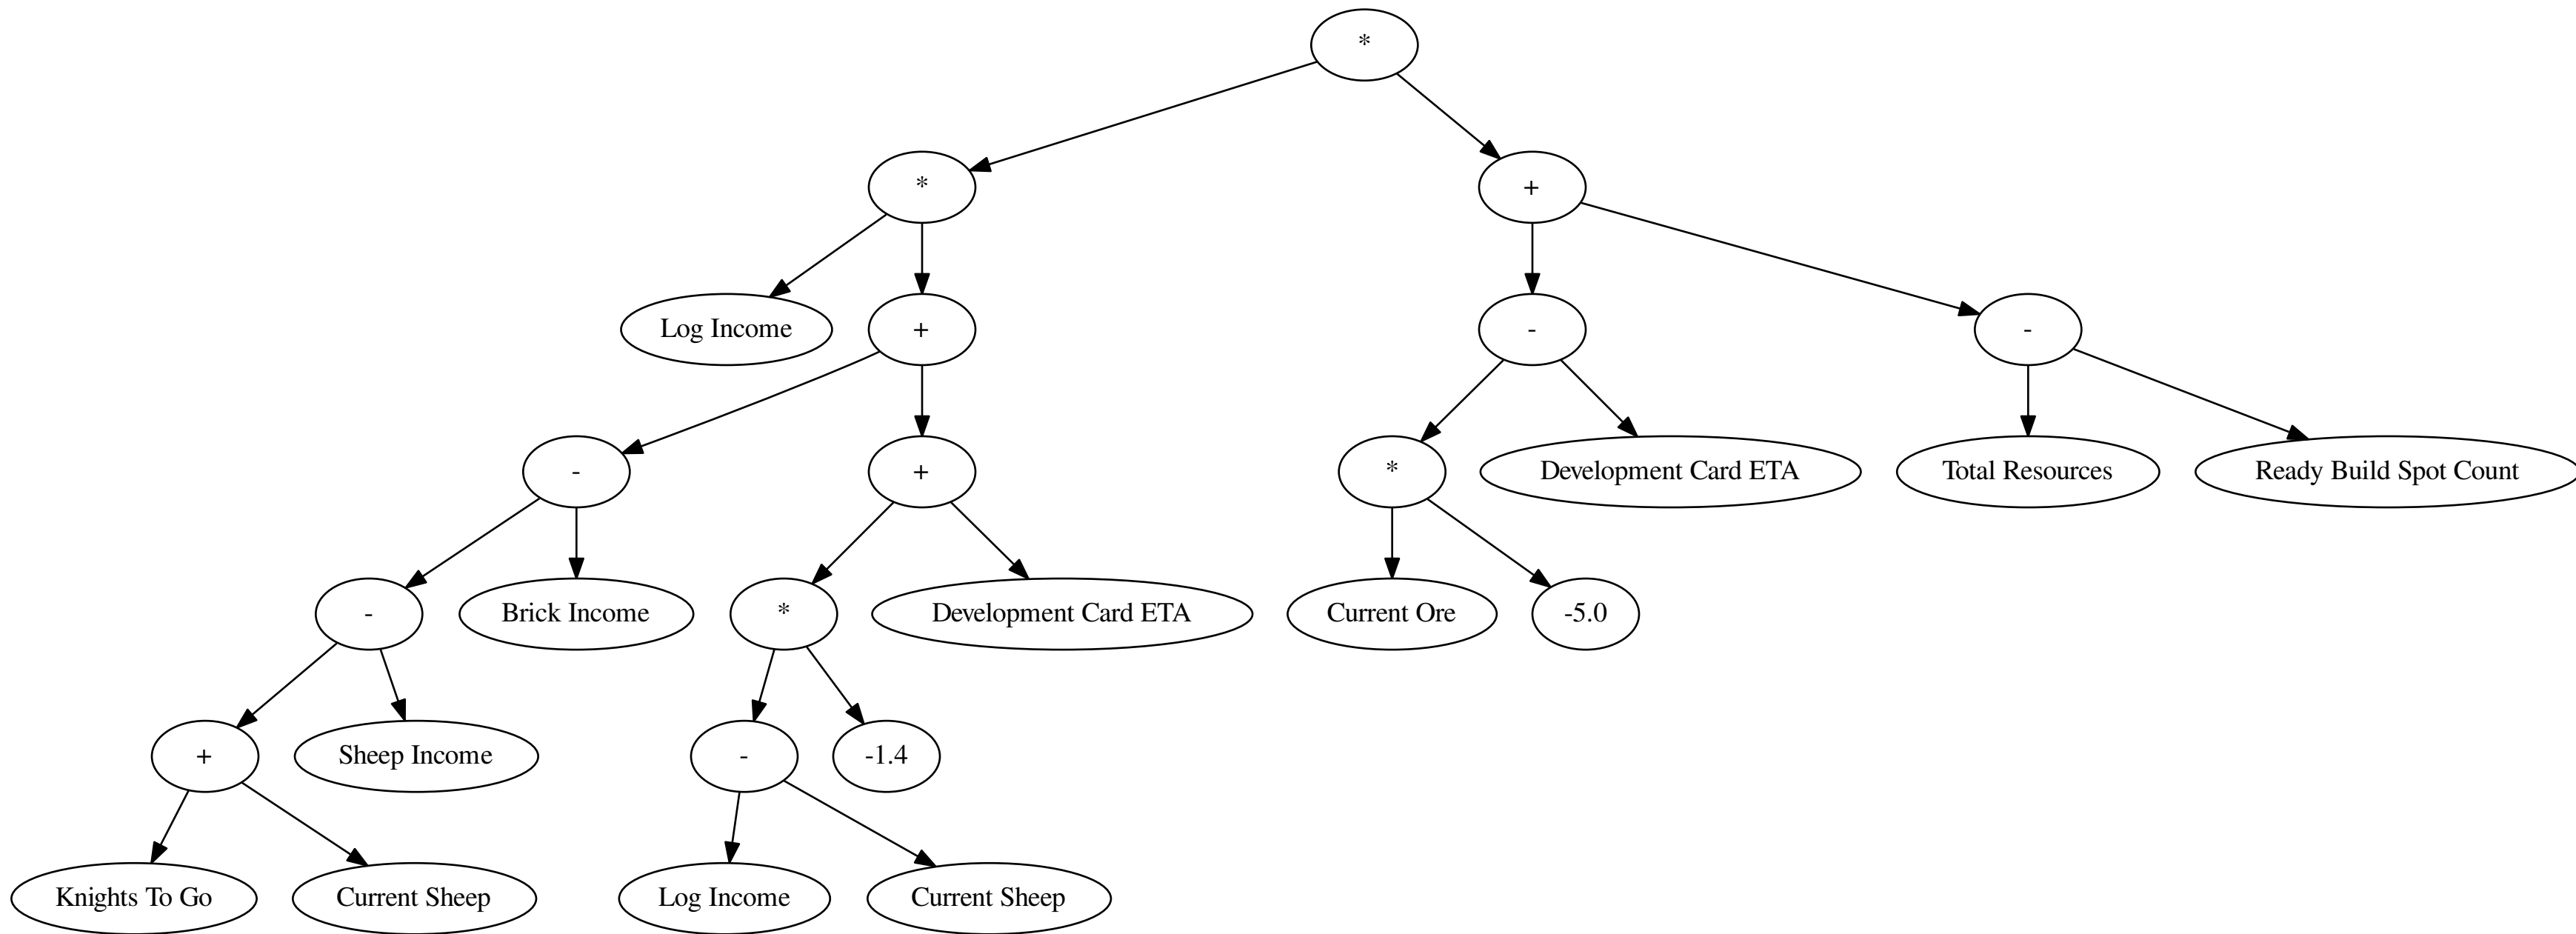 *
*
+
Log Income
+
-
-
-
+
*
Development Card ETA
Total Resources
Ready Build Spot Count
-
Brick Income
*
Development Card ETA
Current Ore
-5.0
+
Sheep Income
-
-1.4
Knights To Go
Current Sheep
Log Income
Current Sheep